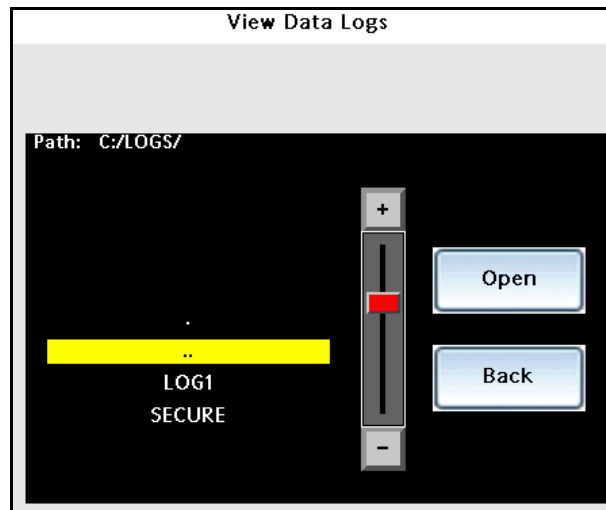 View Data Logs
Path: C:/LOGS/
+
Open
.
..
Back
LOG1
SECURE
-